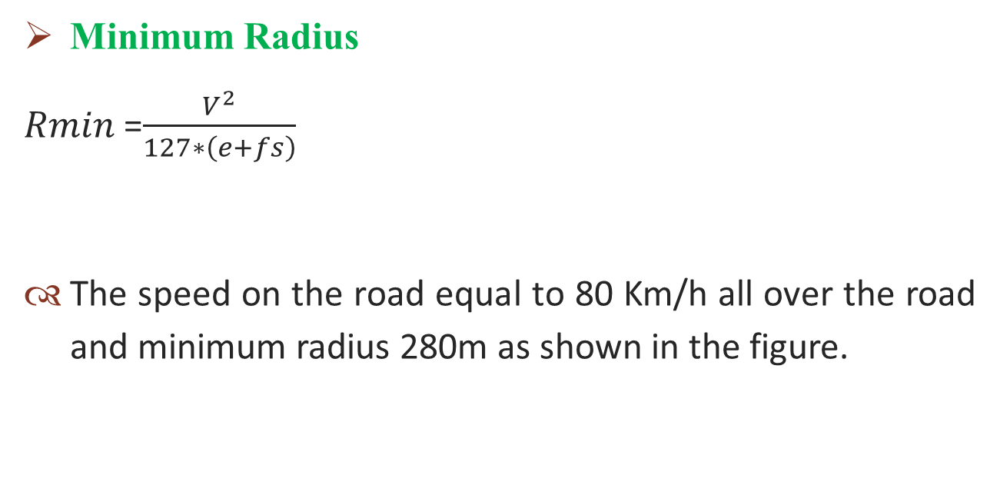 Minimum Radius
Rmin = V² / 127*(e+fs)
The speed on the road equal to 80 Km/h all over the road
and minimum radius 280m as shown in the figure.